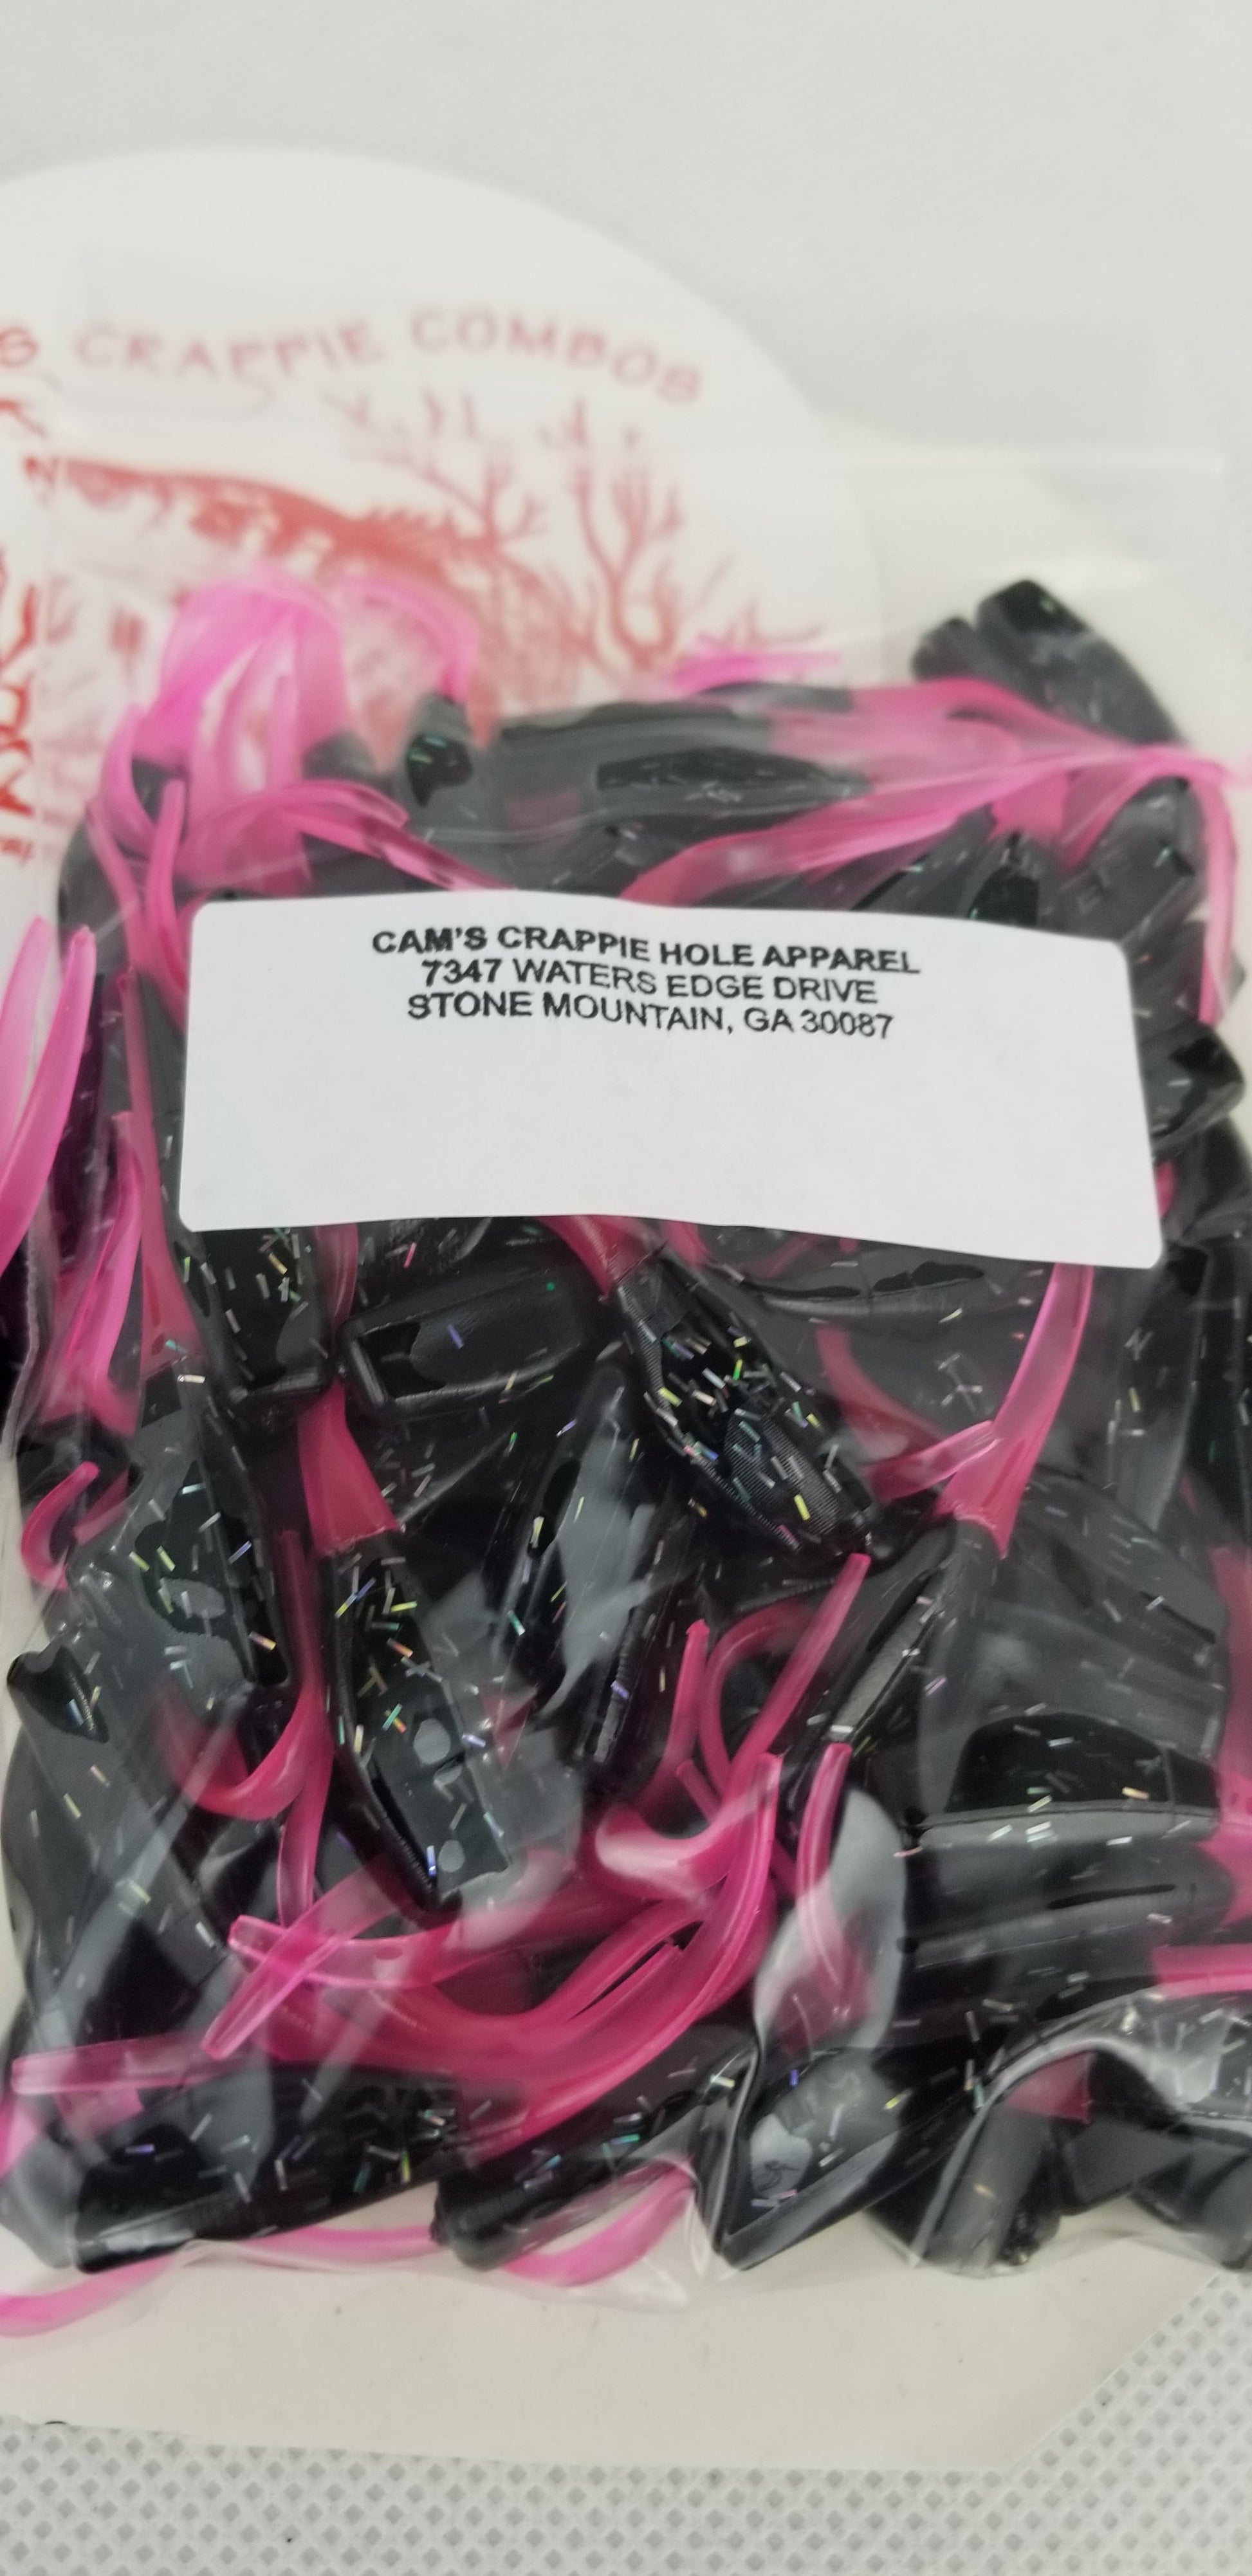 CRAPPIE COMBOS
CAM'S CRAPPIE HOLE APPAREL
7347 WATERS EDGE DRIVE
STONE MOUNTAIN, GA 30087